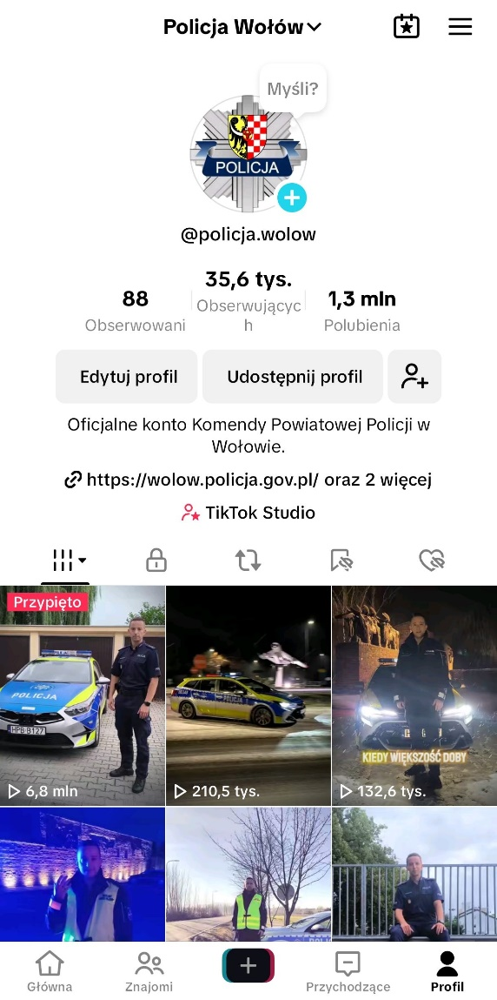 Policja Wołów
Myśli?
POLICJA
@policja.wolow
88
Obserwowani
35,6 tys.
Obserwującyc
h
1,3 mln
Polubienia
Edytuj profil
Udostępnij profil
Oficjalne konto Komendy Powiatowej Policji w
Wołowie.
https://wolow.policja.gov.pl/ oraz 2 więcej
TikTok Studio
Przypięto
POLICJA
HPB 8127
6,8 mln
POLICJA
210,5 tys.
KIEDY WIĘKSZOŚĆ DOBY
132,6 tys.
Główna
Znajomi
Przychodzące
Profil